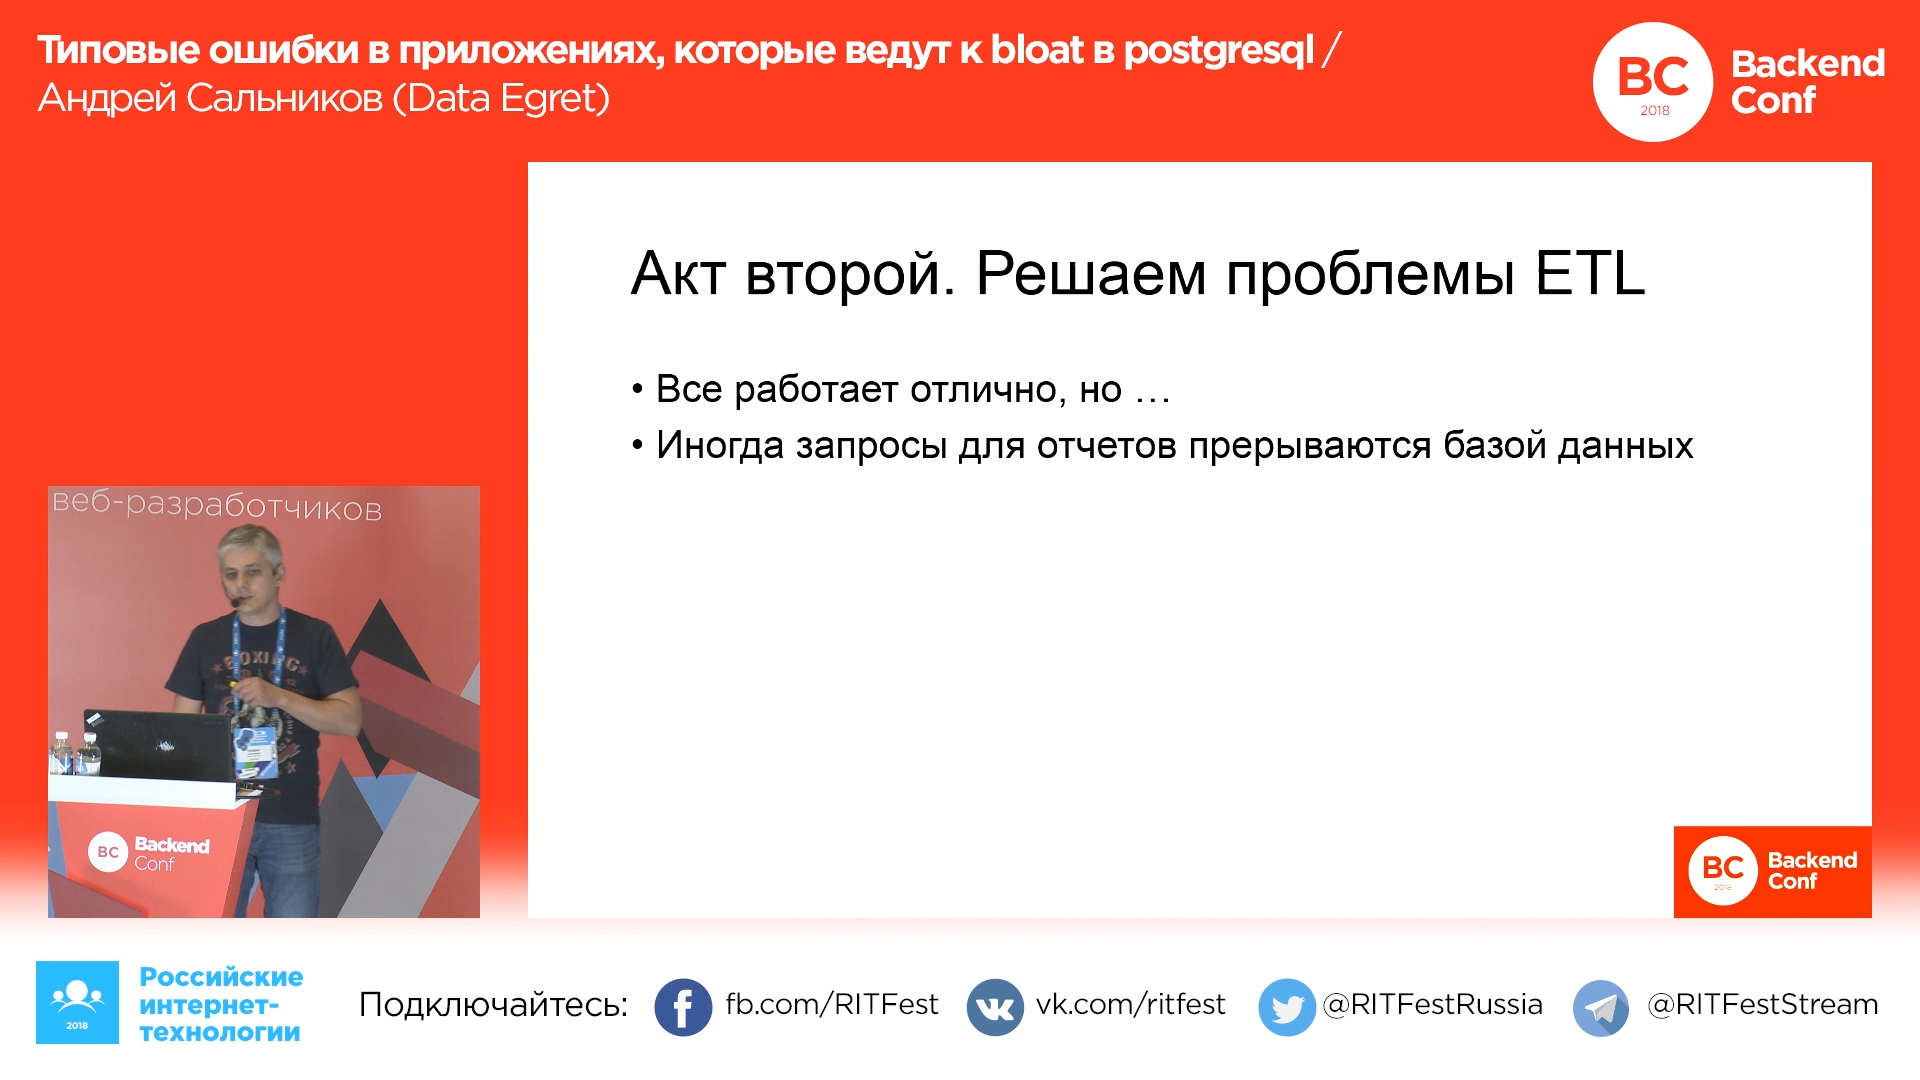 Типовые ошибки в приложениях, которые ведут к bloat в postgresql /
Андрей Сальников (Data Egret)
BC
2018
Backend
Conf
Акт второй. Решаем проблемы ETL
• Все работает отлично, но …
• Иногда запросы для отчетов прерываются базой данных
веб-разработчиков
BOXING
BC
Backend
Conf
BC
2018
Backend
Conf
2018
Российские
интернет-
технологии
Подключайтесь:
fb.com/RITFest
vk.com/ritfest
@RITFestRussia
@RITFestStream